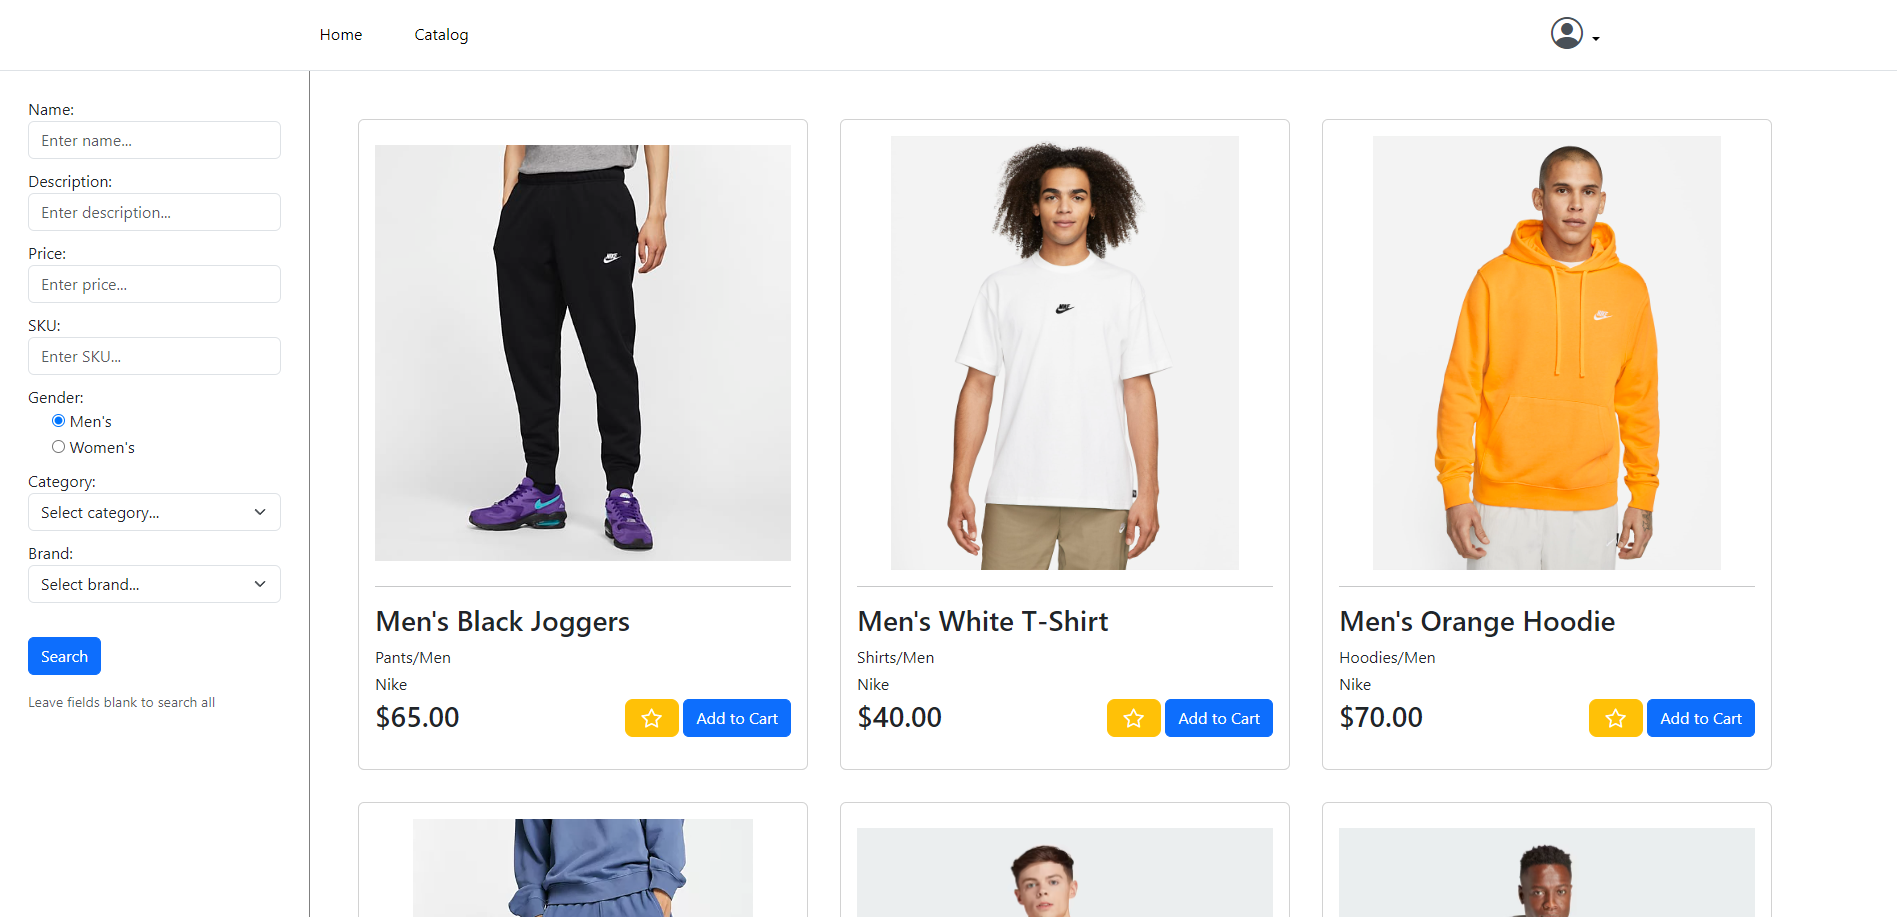 Home
Catalog
Name:
Enter name...
Description:
Enter description...
Price:
Enter price...
SKU:
Enter SKU...
Gender:
Men's
Women's
Category:
Select category...
Brand:
Select brand...
Search
Leave fields blank to search all
NIKE
Men's Black Joggers
Pants/Men
Nike
$65.00
Add to Cart
NIKE
Men's White T-Shirt
Shirts/Men
Nike
$40.00
Add to Cart
Men's Orange Hoodie
Hoodies/Men
Nike
$70.00
Add to Cart